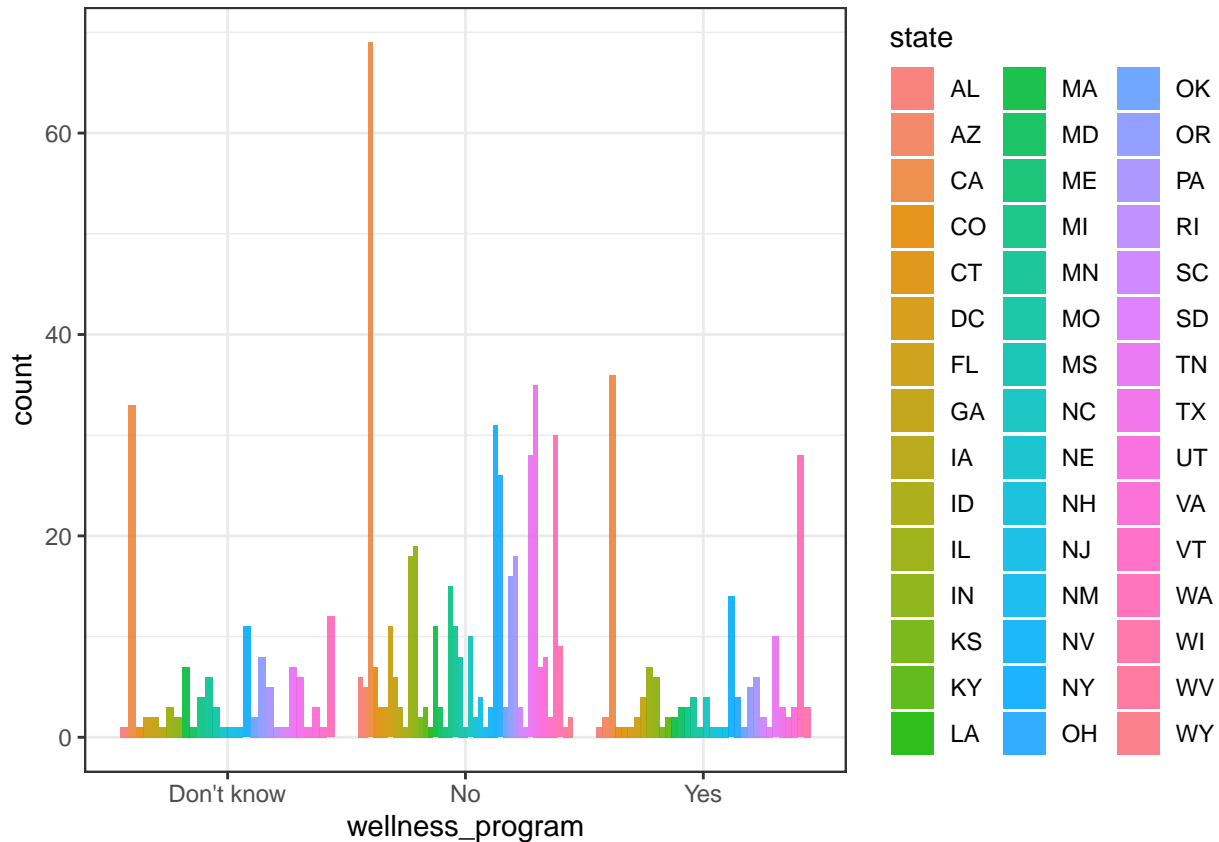 60
40
20
0
count
Don't know No Yes
wellness_program
state
AL MA OK
AZ MD OR
CA ME PA
CO MI RI
CT MN SC
DC MO SD
FL MS TN
GA NC TX
IA NE UT
ID NH VA
IL NJ VT
IN NM WA
KS NV WI
KY NY WV
LA OH WY